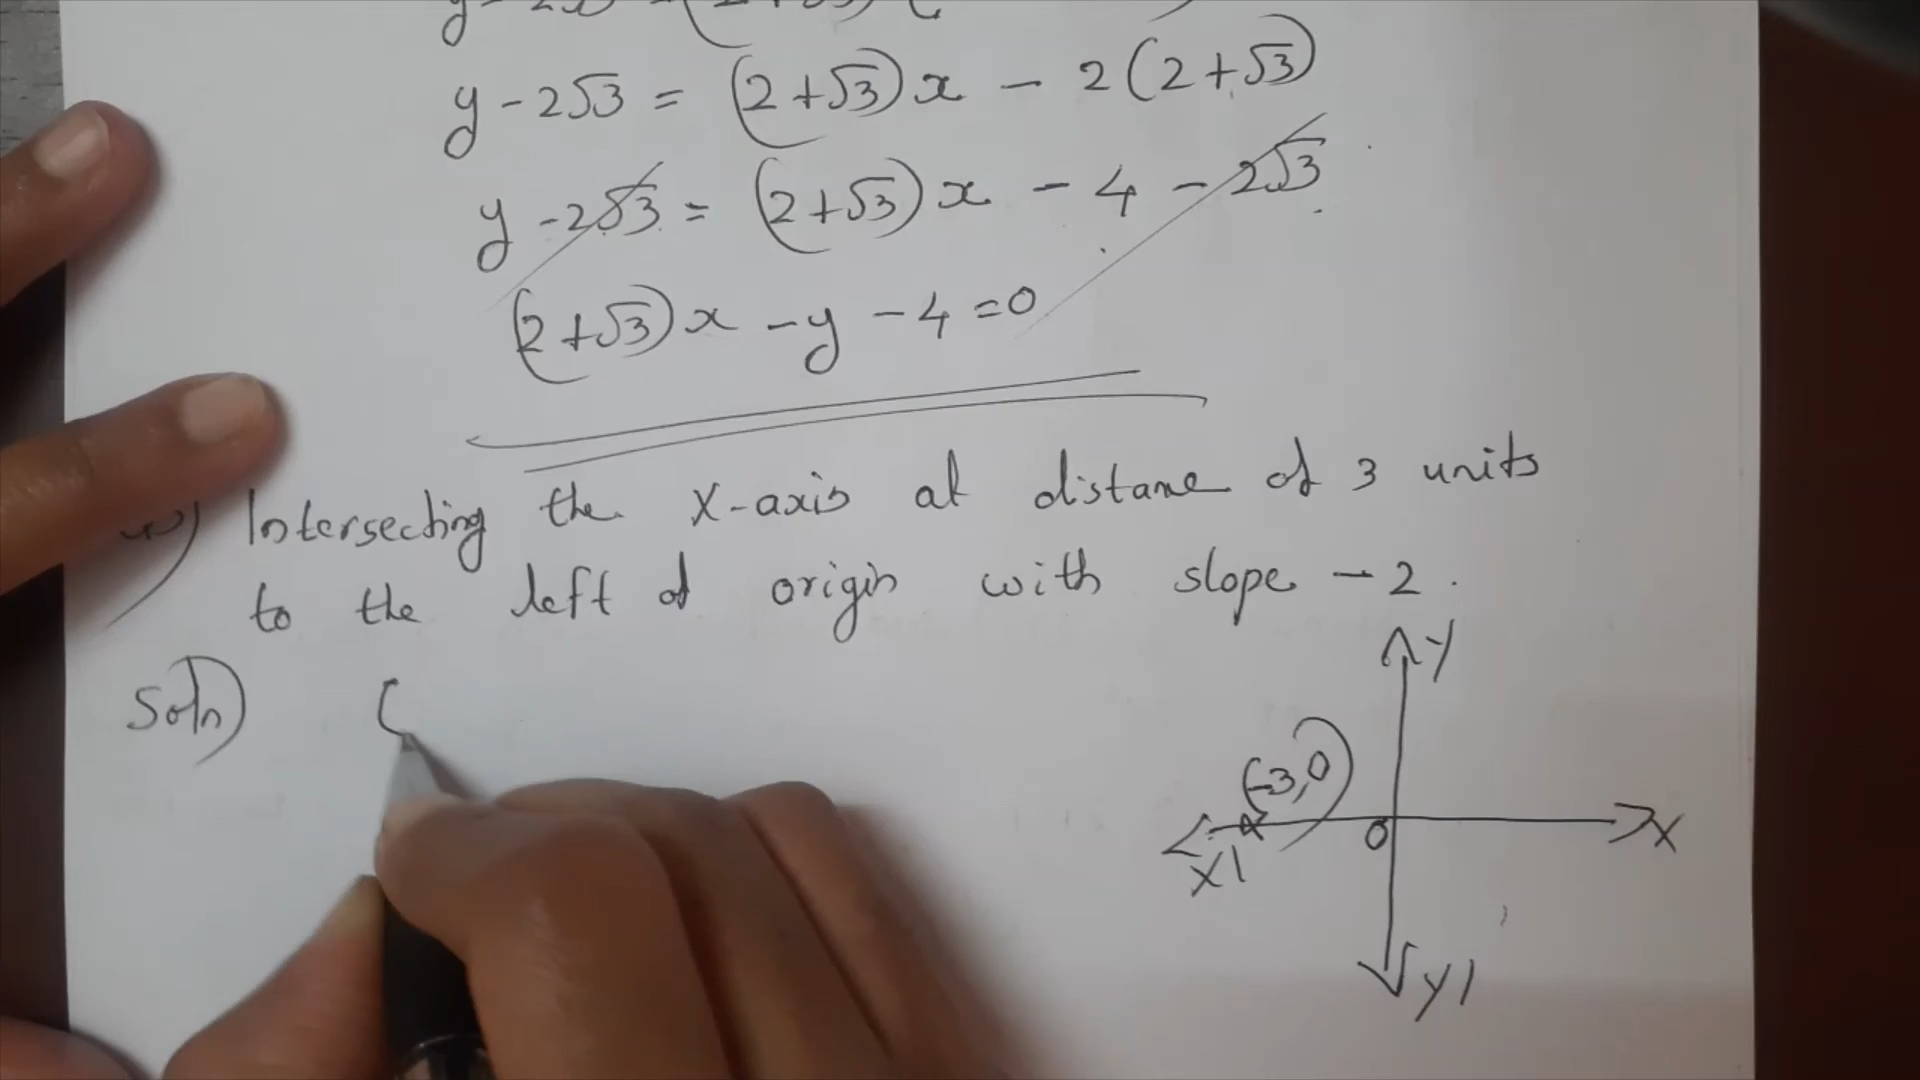 y - 2√3 = (2+√3)x - 2(2+√3)
y - 2√3 = (2+√3)x - 4 - 2√3
(2+√3)x - y - 4 = 0
Intersecting the X-axis at distane of 3 units
to the left of origin with slope -2.
Soln) (
Y
(-3,0)
O
X
X1
Y1